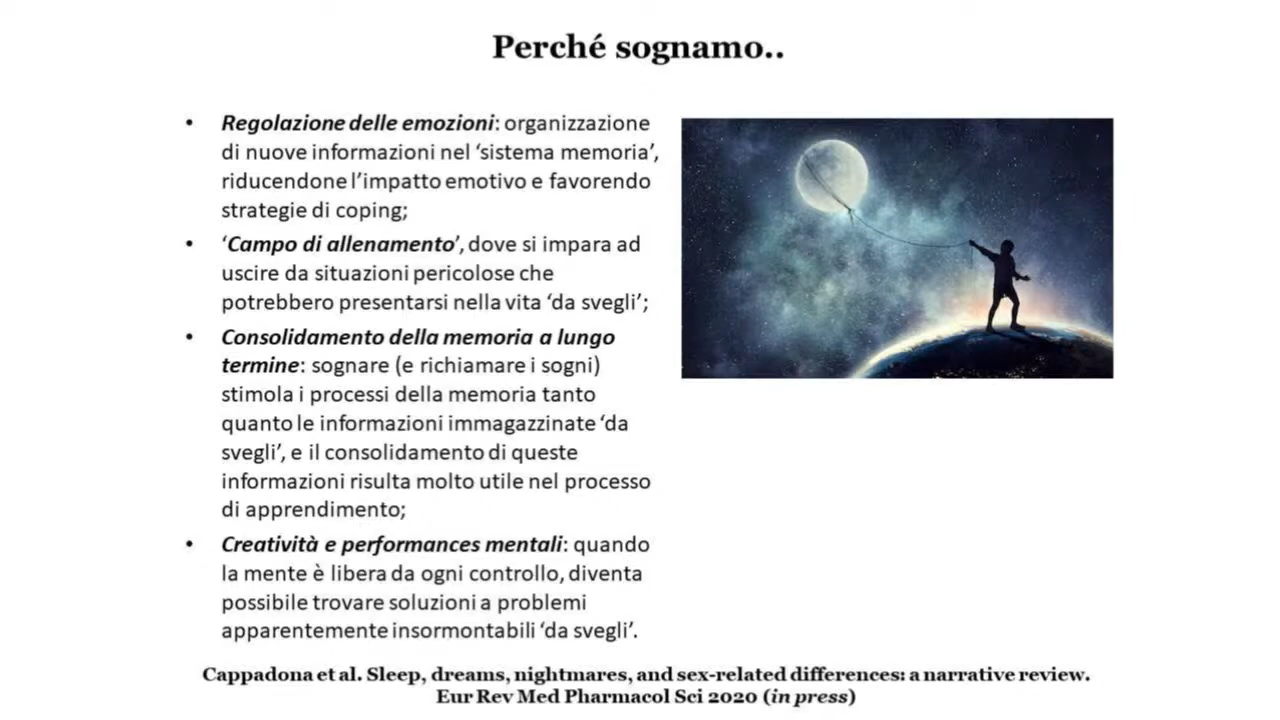 Perché sognamo..
• Regolazione delle emozioni: organizzazione
di nuove informazioni nel ‘sistema memoria’,
riducendone l’impatto emotivo e favorendo
strategie di coping;
• ‘Campo di allenamento’, dove si impara ad
uscire da situazioni pericolose che
potrebbero presentarsi nella vita ‘da svegli’;
• Consolidamento della memoria a lungo
termine: sognare (e richiamare i sogni)
stimola i processi della memoria tanto
quanto le informazioni immagazzinate ‘da
svegli’, e il consolidamento di queste
informazioni risulta molto utile nel processo
di apprendimento;
• Creatività e performances mentali: quando
la mente è libera da ogni controllo, diventa
possibile trovare soluzioni a problemi
apparentemente insormontabili ‘da svegli’.
Cappadona et al. Sleep, dreams, nightmares, and sex-related differences: a narrative review.
Eur Rev Med Pharmacol Sci 2020 (in press)